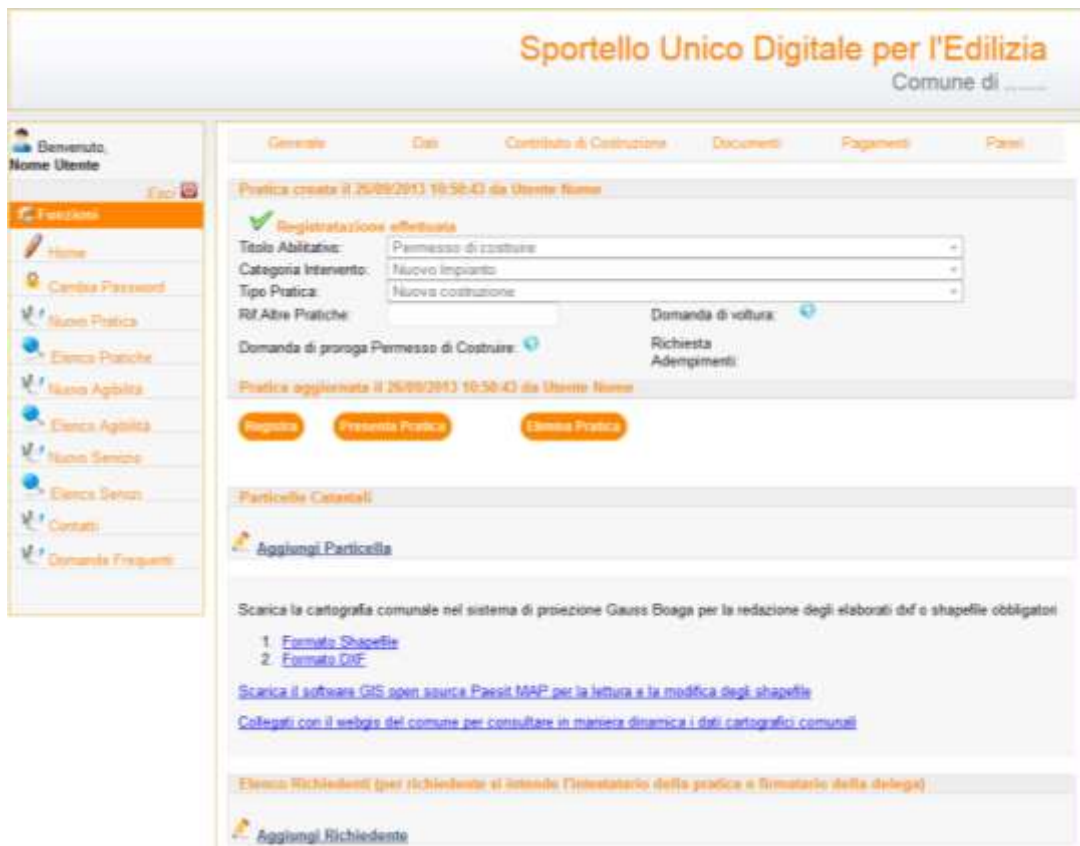 Sportello Unico Digitale per l'Edilizia
Comune di ........
Benvenuto,
Nome Utente
Esci
Funzioni
Home
Cambia Password
Nuovo Pratica
Elenco Pratiche
Nuovo Agibilità
Elenco Agibilità
Nuovo Servizio
Elenco Servizi
Contatti
Domande Frequenti
Generale Dati Contributo di Costruzione Documenti Pagamenti Pareri
Pratica creata il 26/09/2013 10:50:43 da Utente Nome
Registratazione effettuata
Titolo Abilitativo: Permesso di costruire
Categoria Intervento: Nuovo Impianto
Tipo Pratica: Nuova costruzione
Rif.Altre Pratiche: Domanda di voltura:
Domanda di proroga Permesso di Costruire: Richiesta Adempimenti:
Pratica aggiornata il 26/09/2013 10:50:43 da Utente Nome
Registra Presenta Pratica Elimina Pratica
Particelle Catastali
Aggiungi Particella
Scarica la cartografia comunale nel sistema di proiezione Gauss Boaga per la redazione degli elaborati dxf o shapefile obbligatori
1. Formato Shapefile
2. Formato DXF
Scarica il software GIS open source Paesit MAP per la lettura e la modifica degli shapefile
Collegati con il webgis del comune per consultare in maniera dinamica i dati cartografici comunali
Elenco Richiedenti (per richiedente si intende l'intestatario della pratica o firmatario della delega)
Aggiungi Richiedente